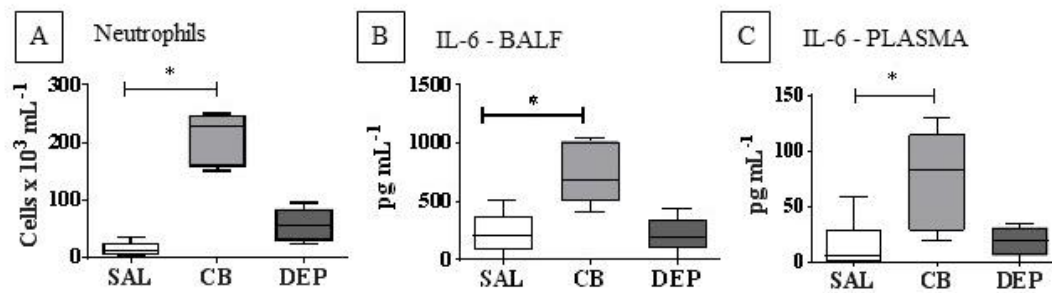 A Neutrophils
Cells x 10³ mL⁻¹
300
200
100
0
*
SAL CB DEP
B IL-6 - BALF
pg mL⁻¹
1500
1000
500
0
*
SAL CB DEP
C IL-6 - PLASMA
pg mL⁻¹
150
100
50
0
*
SAL CB DEP